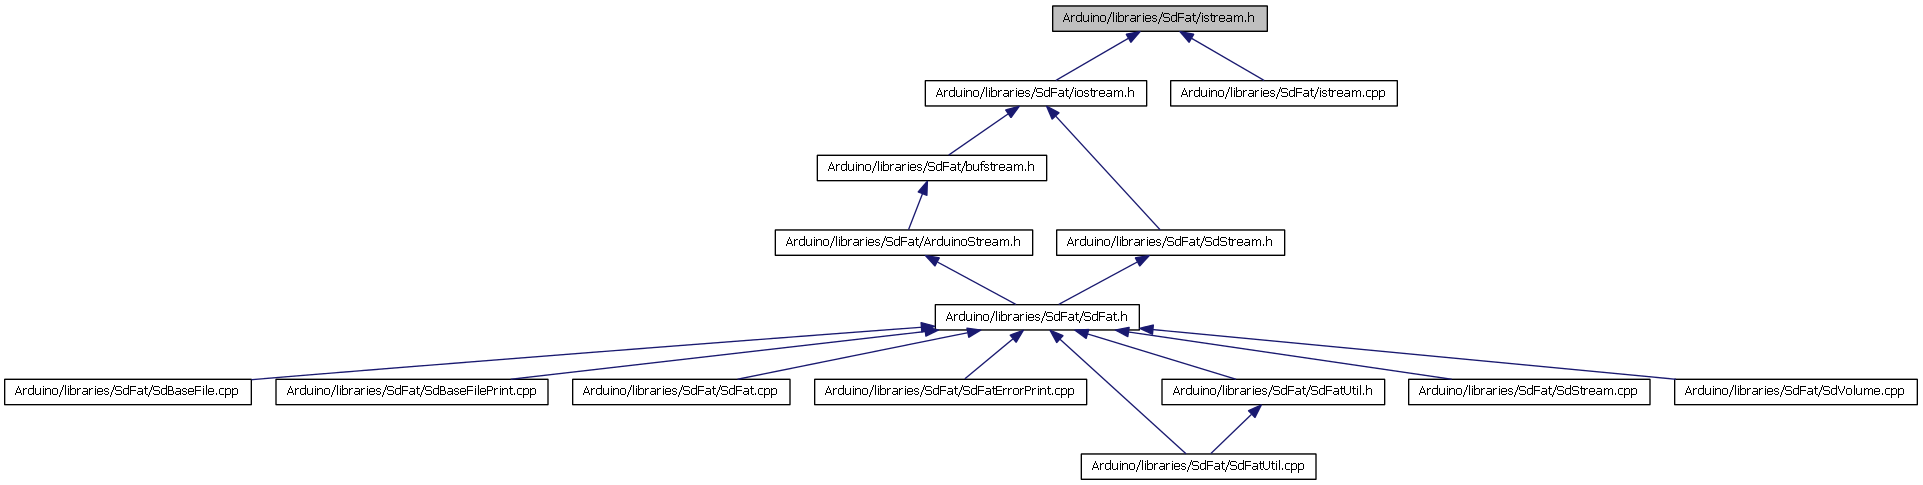 Arduino/libraries/SdFat/istream.h
Arduino/libraries/SdFat/iostream.h
Arduino/libraries/SdFat/istream.cpp
Arduino/libraries/SdFat/bufstream.h
Arduino/libraries/SdFat/ArduinoStream.h
Arduino/libraries/SdFat/SdStream.h
Arduino/libraries/SdFat/SdFat.h
Arduino/libraries/SdFat/SdBaseFile.cpp
Arduino/libraries/SdFat/SdBaseFilePrint.cpp
Arduino/libraries/SdFat/SdFat.cpp
Arduino/libraries/SdFat/SdFatErrorPrint.cpp
Arduino/libraries/SdFat/SdFatUtil.h
Arduino/libraries/SdFat/SdStream.cpp
Arduino/libraries/SdFat/SdVolume.cpp
Arduino/libraries/SdFat/SdFatUtil.cpp